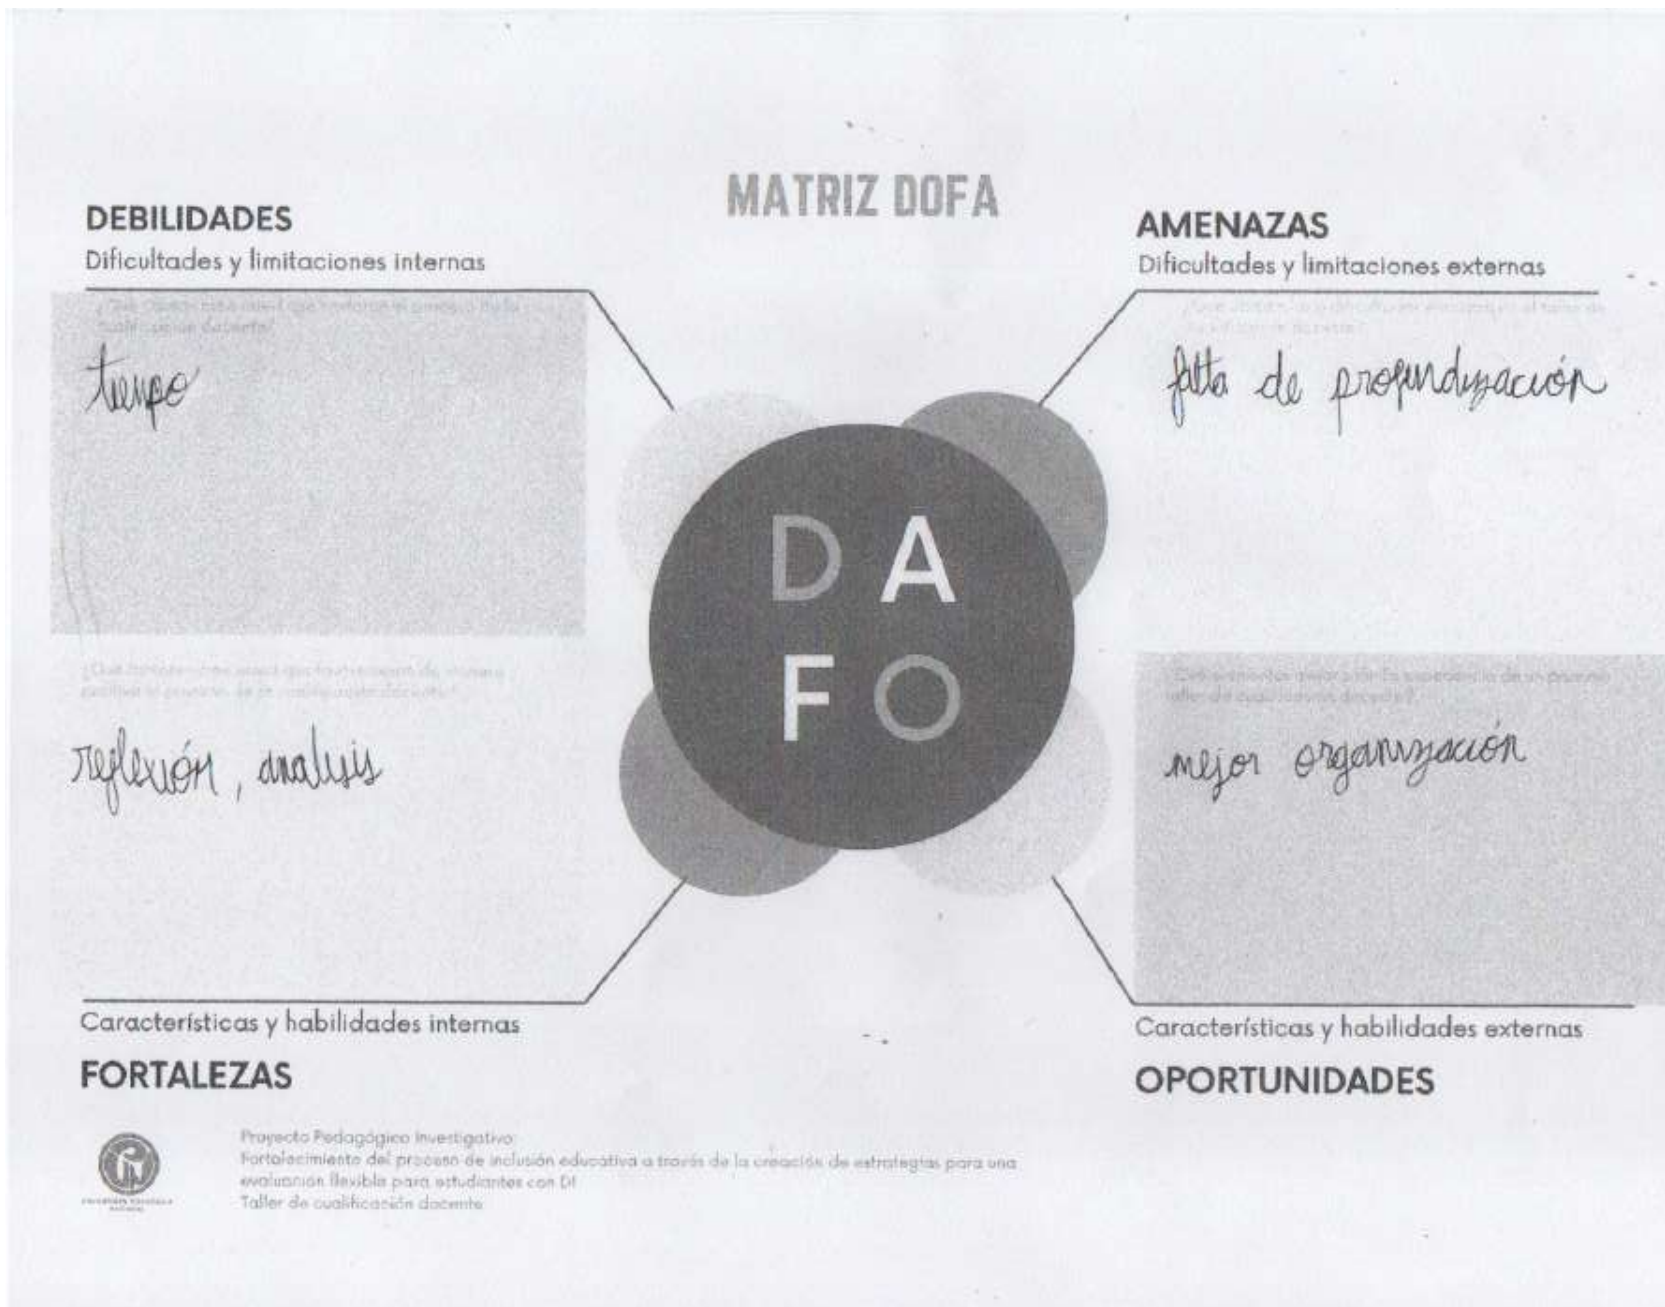 MATRIZ DOFA
DEBILIDADES
Dificultades y limitaciones internas
tiempo
AMENAZAS
Dificultades y limitaciones externas
falta de profundización
D A
F O
reflexión, analisis
Características y habilidades internas
FORTALEZAS
mejor organización
Características y habilidades externas
OPORTUNIDADES
Proyecto Pedagógico Investigativo:
Fortalecimiento del proceso de inclusión educativa a través de la creación de estrategias para una
evaluación flexible para estudiantes con DI
Taller de cualificación docente